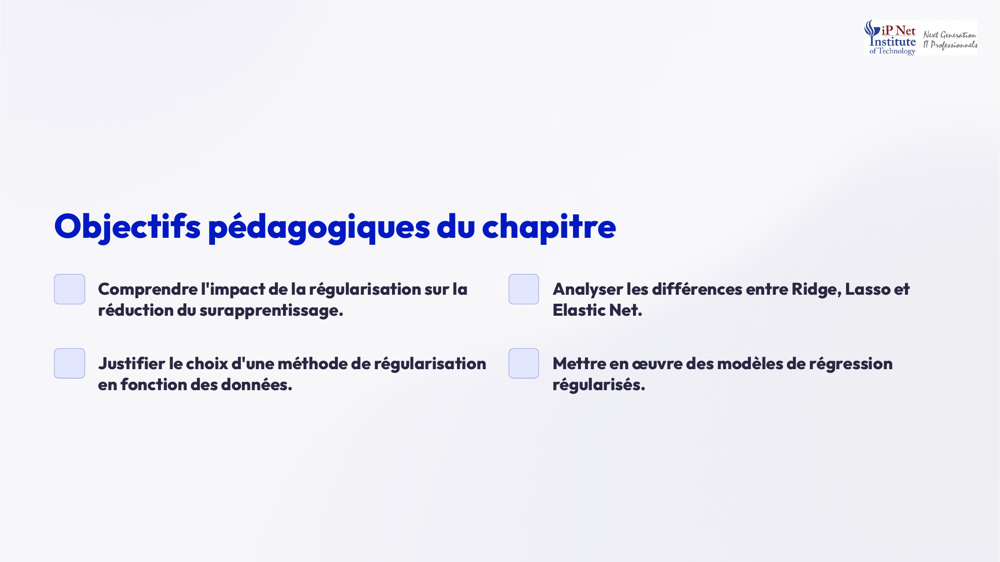 iP Net
Institute
of Technology
Next Generation
IT Professionnels
Objectifs pédagogiques du chapitre
Comprendre l'impact de la régularisation sur la
réduction du surapprentissage.
Analyser les différences entre Ridge, Lasso et
Elastic Net.
Justifier le choix d'une méthode de régularisation
en fonction des données.
Mettre en œuvre des modèles de régression
régularisés.